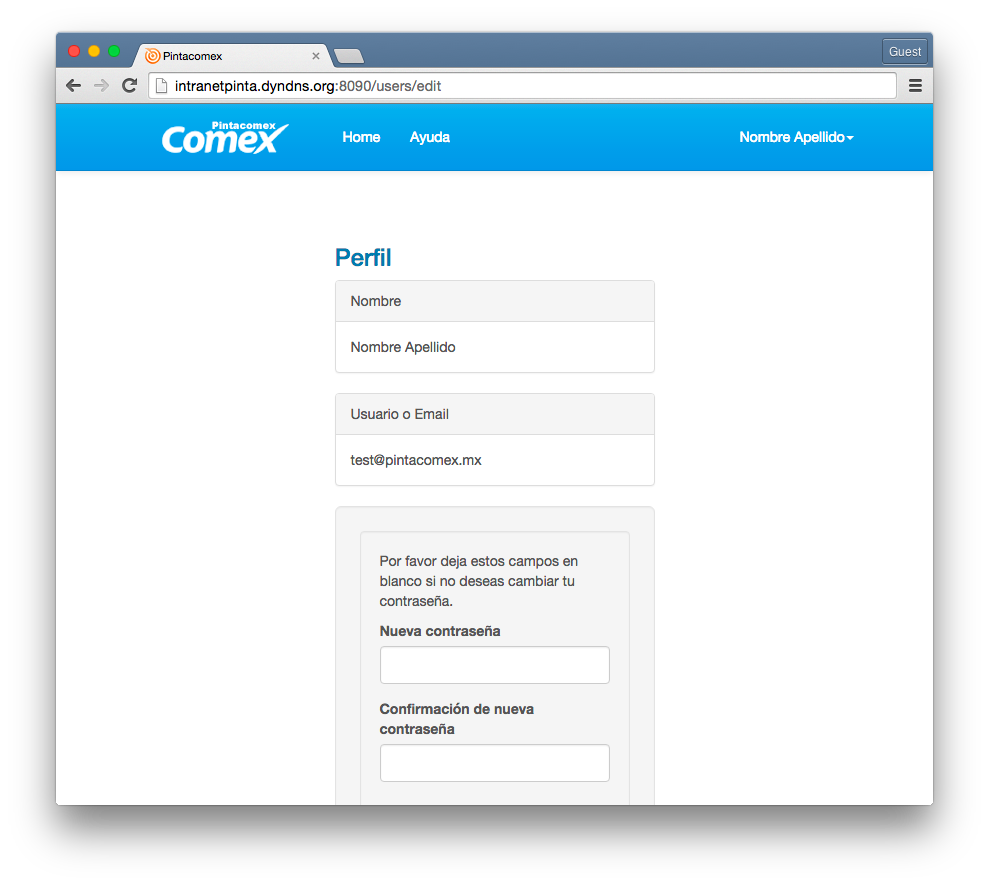 Pintacomex
Guest
intranetpinta.dyndns.org:8090/users/edit
Pintacomex
Comex
Home
Ayuda
Nombre Apellido
Perfil
Nombre
Nombre Apellido
Usuario o Email
test@pintacomex.mx
Por favor deja estos campos en
blanco si no deseas cambiar tu
contraseña.
Nueva contraseña
Confirmación de nueva
contraseña